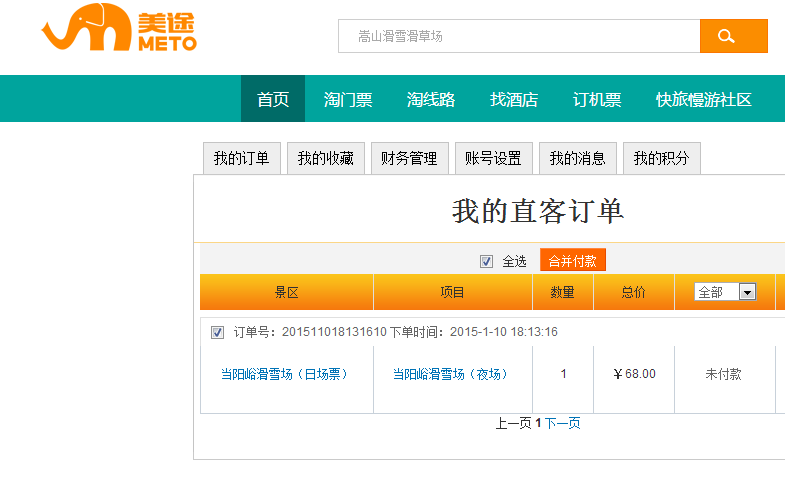 美途
METO
嵩山滑雪滑草场
首页 淘门票 淘线路 找酒店 订机票 快旅慢游社区
我的订单 我的收藏 财务管理 账号设置 我的消息 我的积分
我的直客订单
全选 合并付款
景区 项目 数量 总价 全部
订单号：201511018131610 下单时间：2015-1-10 18:13:16
当阳峪滑雪场（日场票） 当阳峪滑雪场（夜场） 1 ￥68.00 未付款
上一页 1 下一页